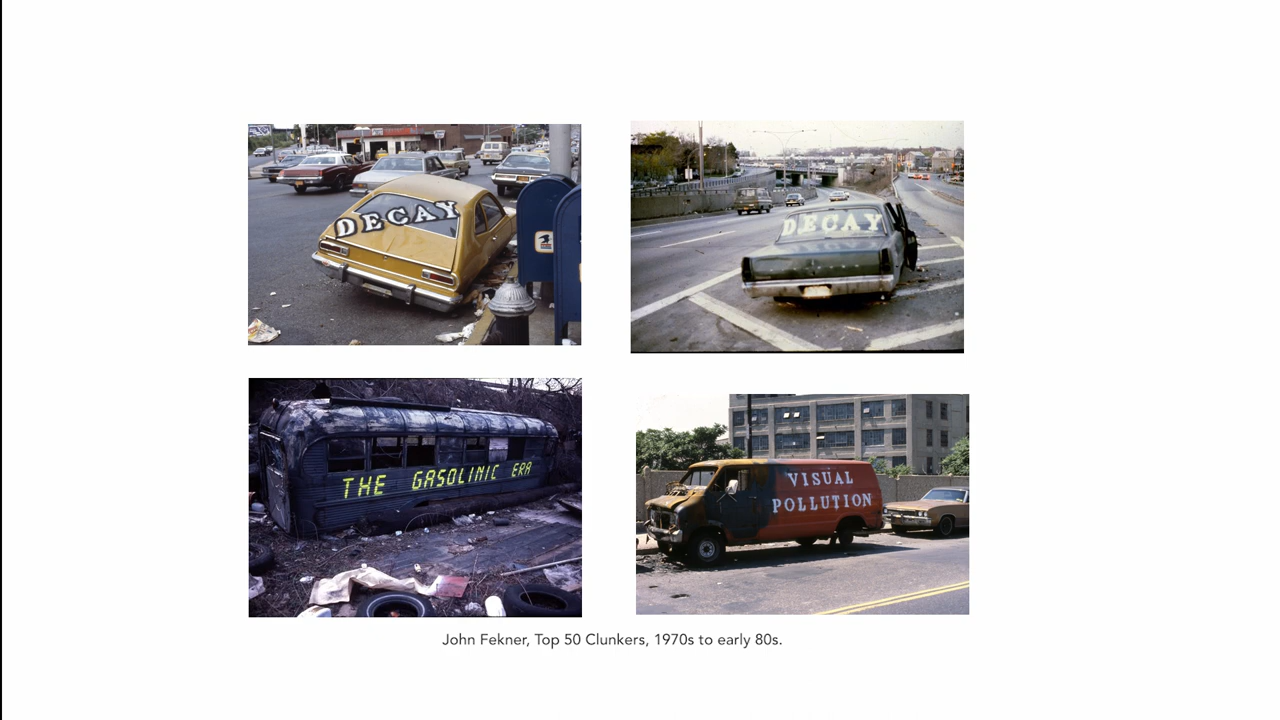 DECAY
DECAY
THE GASOLINIC ERA
VISUAL
POLLUTION
John Fekner, Top 50 Clunkers, 1970s to early 80s.